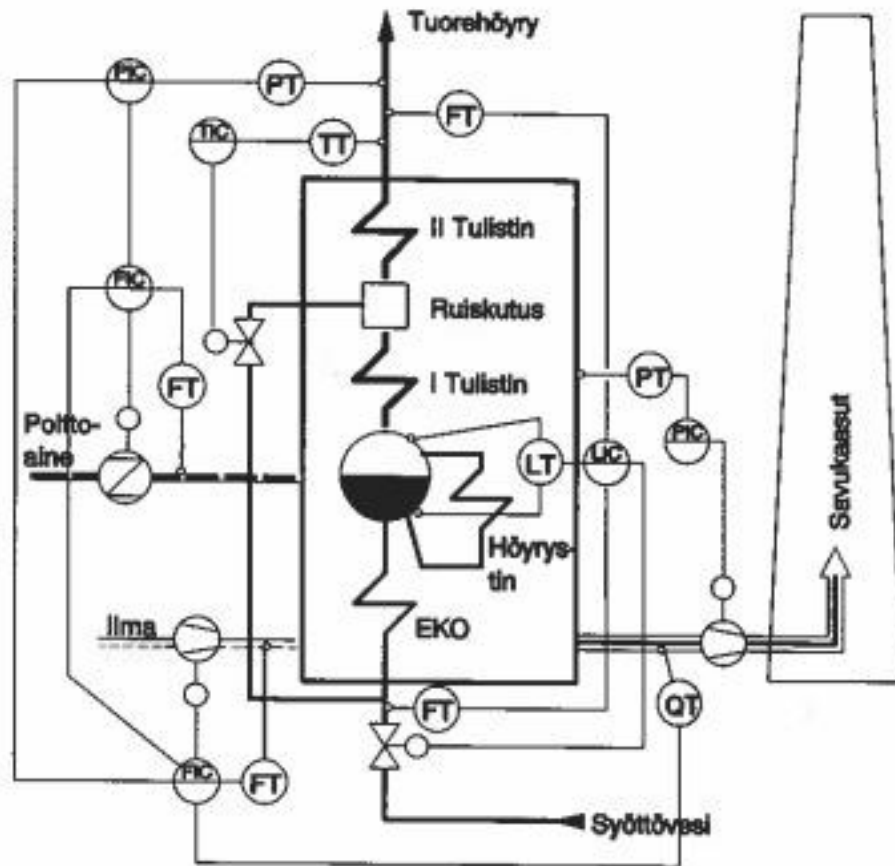 Tuorehöyry
PIC
PT
FT
TIC
TT
II Tulistin
FIC
Ruiskutus
FT
I Tulistin
PT
Poltto-
aine
LT
LIC
PIC
Savukaasut
Höyrys-
tin
Ilma
EKO
FT
QT
FIC
FT
Syöttövesi